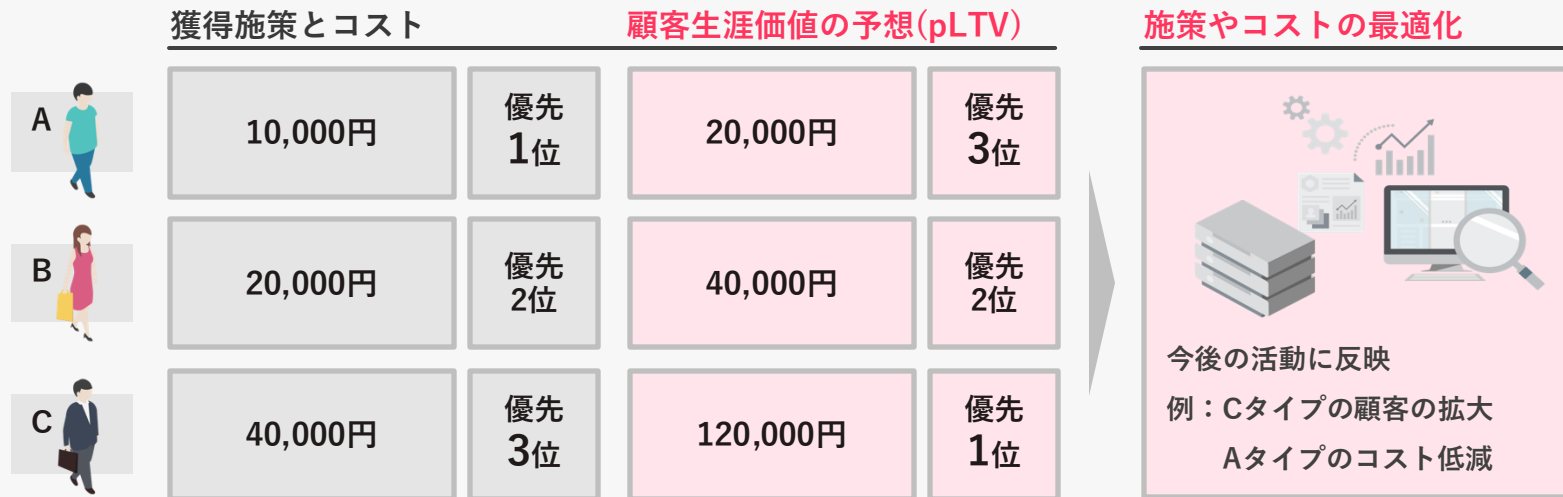 獲得施策とコスト
顧客生涯価値の予想(pLTV)
施策やコストの最適化
A
10,000円
優先
1位
20,000円
優先
3位
B
20,000円
優先
2位
40,000円
優先
2位
C
40,000円
優先
3位
120,000円
優先
1位
今後の活動に反映
例：Cタイプの顧客の拡大
Aタイプのコスト低減